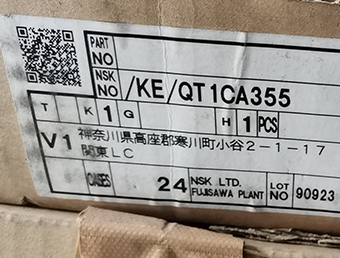 PART NO
NSK NO /KE/QT1CA355
T K 1 G H 1 PCS
V1 神奈川県高座郡寒川町小谷2-1-17
関東LC
CASES 24 NSK LTD. FUJISAWA PLANT LOT NO 90923